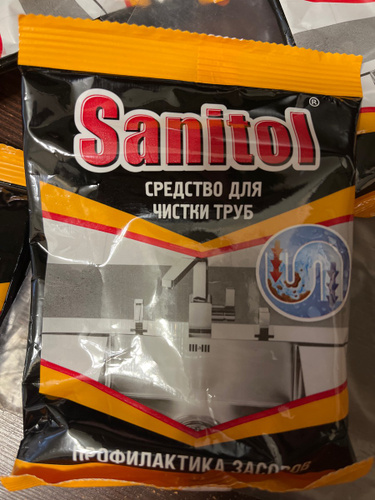 Sanitol®
СРЕДСТВО ДЛЯ
ЧИСТКИ ТРУБ
ПРОФИЛАКТИКА ЗАСОРОВ